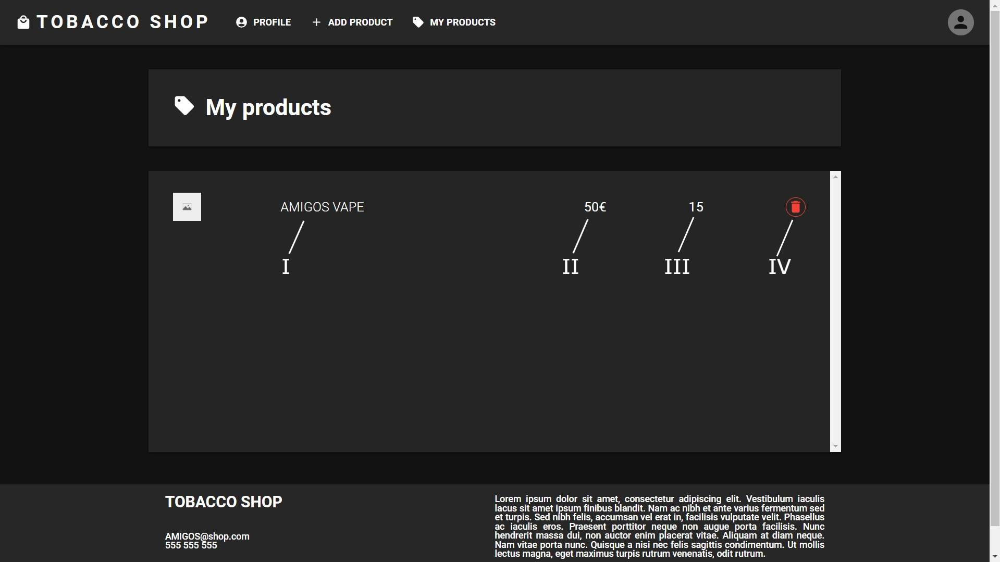 TOBACCO SHOP PROFILE ADD PRODUCT MY PRODUCTS
My products
AMIGOS VAPE 50€ 15
I II III IV
TOBACCO SHOP
AMIGOS@shop.com
555 555 555
Lorem ipsum dolor sit amet, consectetur adipiscing elit. Vestibulum iaculis
lacus sit amet ipsum finibus blandit. Nam ac nibh et ante varius fermentum sed
et turpis. Sed nibh felis, accumsan vel erat in, facilisis vulputate velit. Phasellus
ac iaculis eros. Praesent porttitor neque non augue porta facilisis. Nunc
hendrerit massa dui, non auctor enim placerat vitae. Aliquam at diam neque.
Nam vitae porta nunc. Quisque a nisi nec felis sagittis condimentum. Ut mollis
lectus magna, eget maximus turpis rutrum venenatis, odit rutrum.